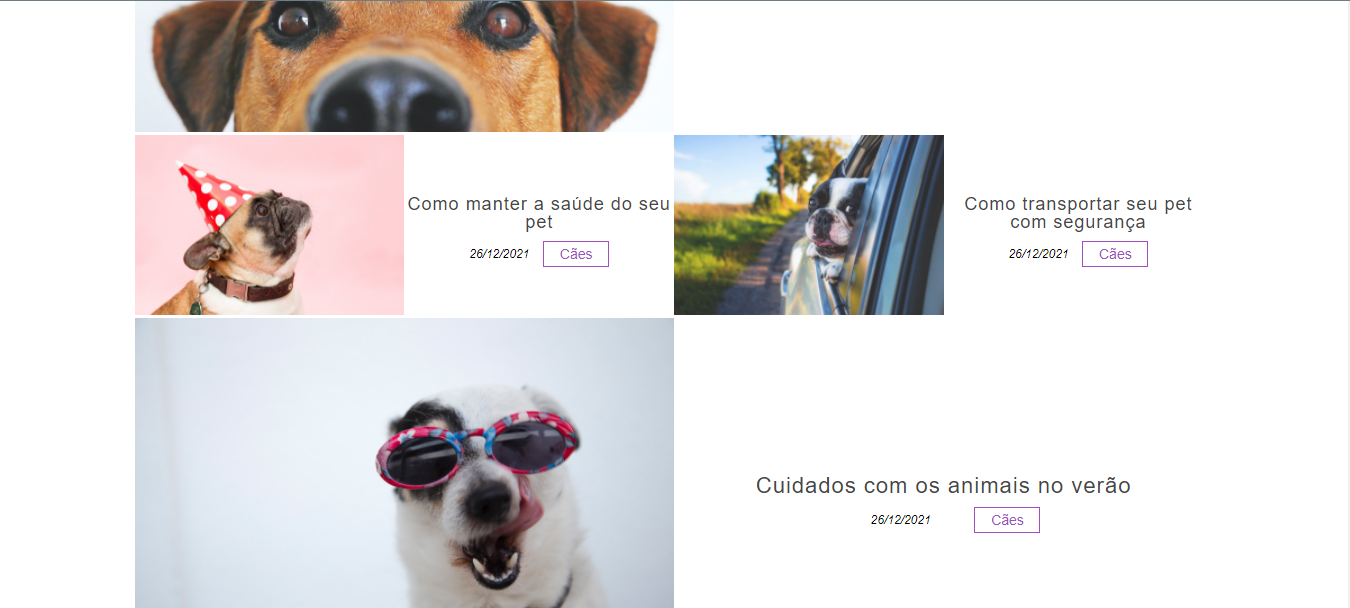 Como manter a saúde do seu
pet
26/12/2021 Cães
Como transportar seu pet
com segurança
26/12/2021 Cães
Cuidados com os animais no verão
26/12/2021 Cães